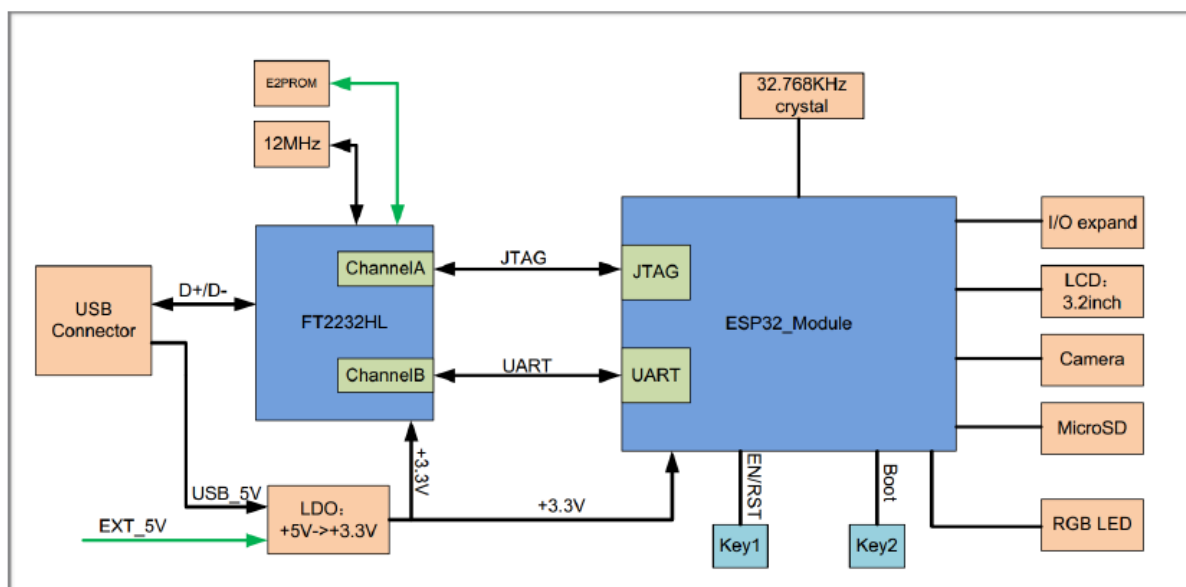 E2PROM
12MHz
32.768KHz
crystal
USB
Connector
D+/D-
FT2232HL
ChannelA
ChannelB
JTAG
UART
JTAG
UART
ESP32_Module
I/O expand
LCD：
3.2inch
Camera
MicroSD
RGB LED
EN/RST
Boot
Key1
Key2
+3.3V
+3.3V
USB_5V
EXT_5V
LDO：
+5V->+3.3V